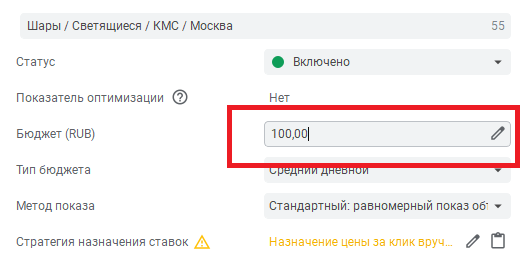 Шары / Светящиеся / КМС / Москва 55
Статус Включено
Показатель оптимизации ? Нет
Бюджет (RUB) 100,00
Тип бюджета Средний дневной
Метод показа Стандартный: равномерный показ объ
Стратегия назначения ставок Назначение цены за клик вруч...